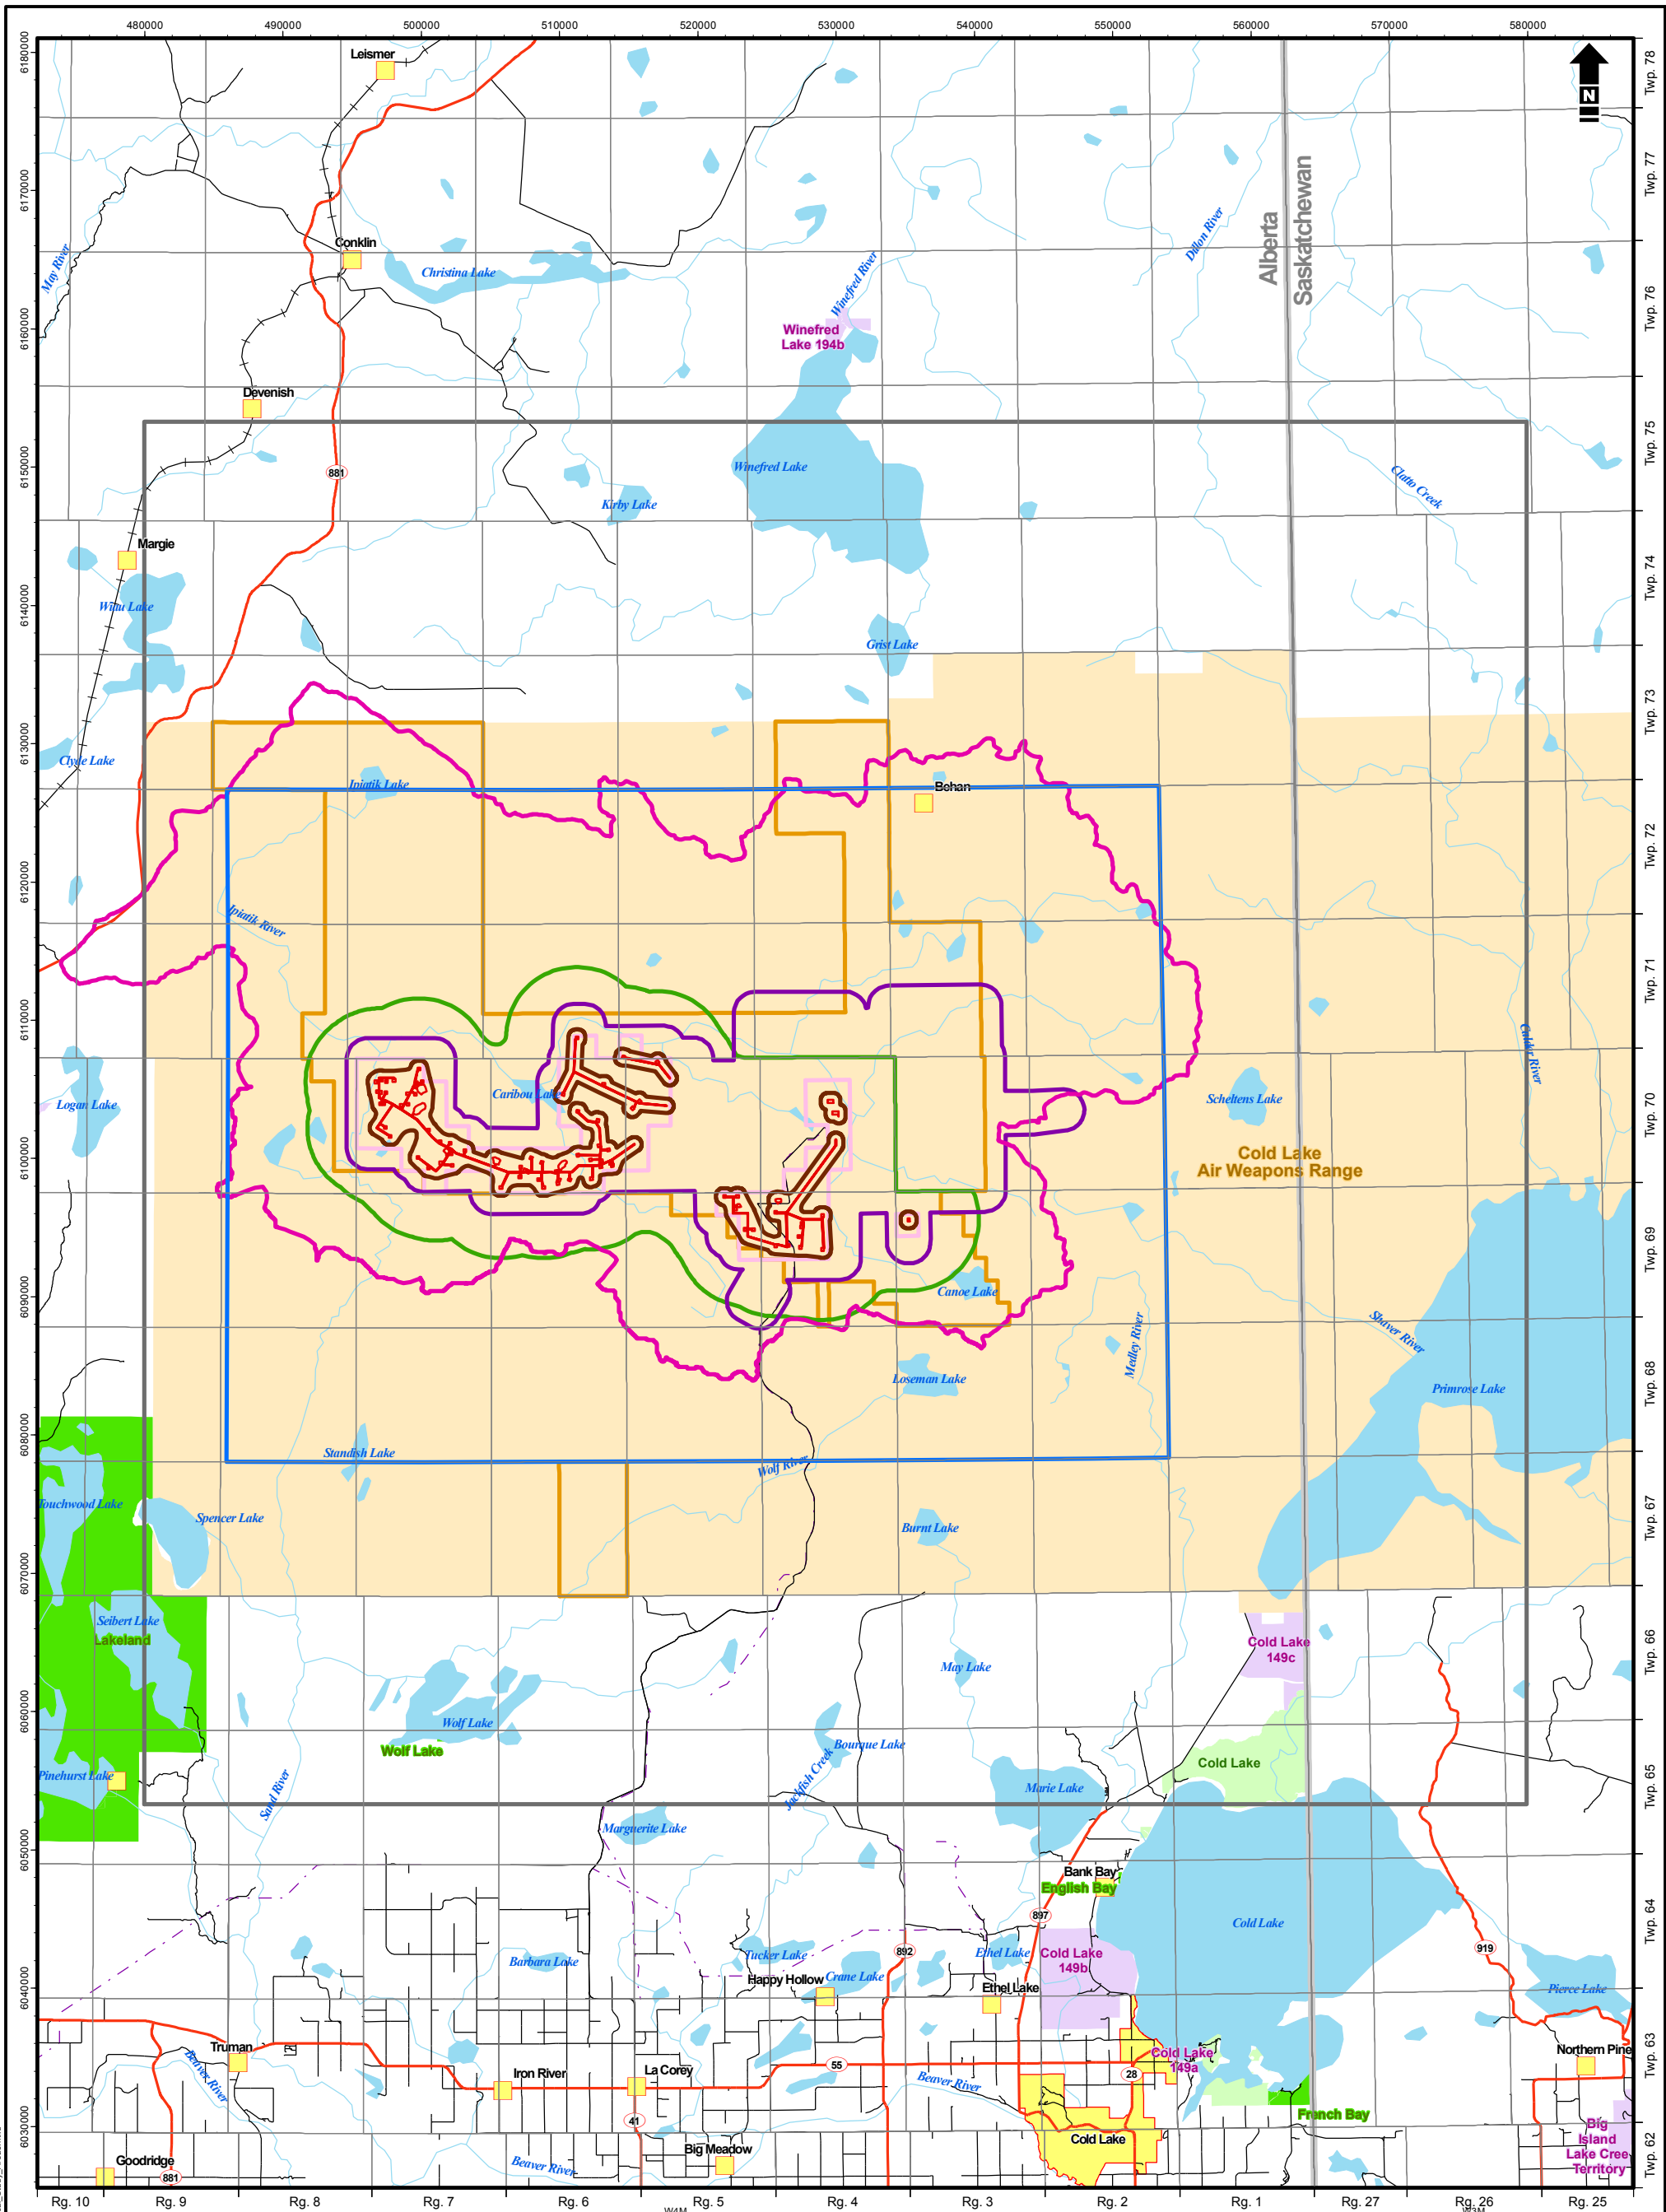 480000 490000 500000 510000 520000 530000 540000 550000 560000 570000 580000
6180000
6170000
6160000
6150000
6140000
6130000
6120000
6110000
6100000
6090000
6080000
6070000
6060000
6050000
6040000
6030000
Twp. 78
Twp. 77
Twp. 76
Twp. 75
Twp. 74
Twp. 73
Twp. 72
Twp. 71
Twp. 70
Twp. 69
Twp. 68
Twp. 67
Twp. 66
Twp. 65
Twp. 64
Twp. 63
Twp. 62
N
Leismer
Alberta
Saskatchewan
Dillon River
May River
Conklin
Christina Lake
Winefred River
Winefred
Lake 194b
Devenish
881
Winefred Lake
Kirby Lake
Clatto Creek
Margie
Wiau Lake
Grist Lake
Clyde Lake
Ipiatik Lake
Behan
Ipiatik River
Calder River
Logan Lake
Caribou Lake
Scheltens Lake
Cold Lake
Air Weapons Range
Canoe Lake
Medley River
Shaver River
Loseman Lake
Primrose Lake
Standish Lake
Wolf River
Touchwood Lake
Spencer Lake
Burnt Lake
Seibert Lake
Lakeland
Cold Lake
149c
May Lake
Wolf Lake
Wolf Lake
Bourque Lake
Cold Lake
Pinehurst Lake
Sand River
Jackfish Creek
Marie Lake
Marguerite Lake
Bank Bay
English Bay
897
Cold Lake
892
919
Barbara Lake
Tucker Lake
Ethel Lake
Cold Lake
149b
Happy Hollow
Crane Lake
Ethel Lake
Pierce Lake
Truman
Beaver River
Iron River
La Corey
55
Beaver River
Cold Lake
149a
28
Northern Pine
41
French Bay
Big
Island
Lake Cree
Territory
Goodridge
881
Beaver River
Big Meadow
Cold Lake
Rg. 10 Rg. 9 Rg. 8 Rg. 7 Rg. 6 Rg. 5 Rg. 4 Rg. 3 Rg. 2 Rg. 1 Rg. 27 Rg. 26 Rg. 25
W4M W3M